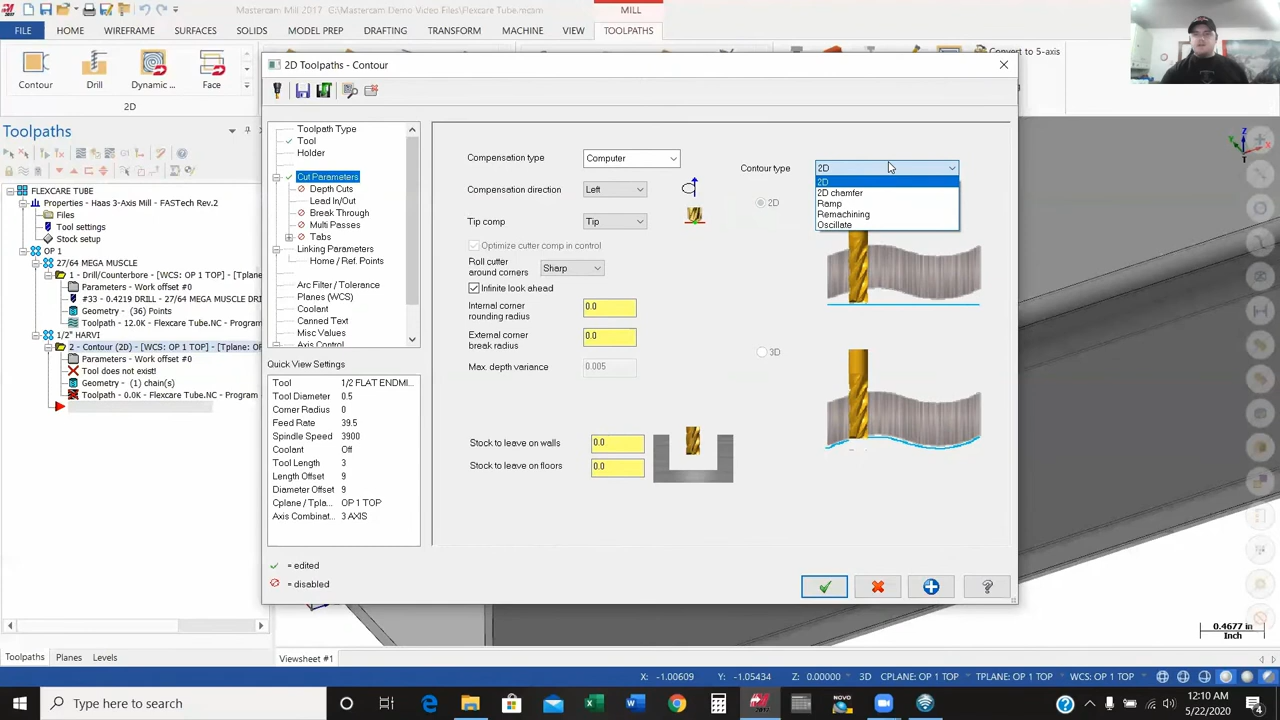 Mastercam Mill 2017 G:\Mastercam Demo Video Files\Flexcare Tube.mcam
MILL
FILE HOME WIREFRAME SURFACES SOLIDS MODEL PREP DRAFTING TRANSFORM MACHINE VIEW TOOLPATHS
Contour Drill Dynamic ... Face
Convert to 5-axis
2D
Toolpaths
FLEXCARE TUBE
Properties - Haas 3-Axis Mill - FASTech Rev.2
Files
Tool settings
Stock setup
OP 1
27/64 MEGA MUSCLE
1 - Drill/Counterbore - [WCS: OP 1 TOP] - [Tplane:
Parameters - Work offset #0
#33 - 0.4219 DRILL - 27/64 MEGA MUSCLE DRI
Geometry - (36) Points
Toolpath - 12.0K - Flexcare Tube.NC - Program
1/2" HARVI
2 - Contour (2D) - [WCS: OP 1 TOP] - [Tplane: OP
Parameters - Work offset #0
Tool does not exist!
Geometry - (1) chain(s)
Toolpath - 0.0K - Flexcare Tube.NC - Program
Toolpaths Planes Levels
2D Toolpaths - Contour
Toolpath Type
Tool
Holder
Cut Parameters
Depth Cuts
Lead In/Out
Break Through
Multi Passes
Tabs
Linking Parameters
Home / Ref. Points
Arc Filter / Tolerance
Planes (WCS)
Coolant
Canned Text
Misc Values
Axis Control
Quick View Settings
Tool 1/2 FLAT ENDMI...
Tool Diameter 0.5
Corner Radius 0
Feed Rate 39.5
Spindle Speed 3900
Coolant Off
Tool Length 3
Length Offset 9
Diameter Offset 9
Cplane / Tpla... OP 1 TOP
Axis Combinat... 3 AXIS
= edited
= disabled
Compensation type Computer
Compensation direction Left
Tip comp Tip
Optimize cutter comp in control
Roll cutter
around corners Sharp
Infinite look ahead
Internal corner
rounding radius 0.0
External corner
break radius 0.0
Max. depth variance 0.005
Stock to leave on walls 0.0
Stock to leave on floors 0.0
Contour type 2D
2D
2D chamfer
Ramp
Remachining
Oscillate
2D
3D
Viewsheet #1
0.4677 in
Inch
X: -1.00609 Y: -1.05434 Z: 0.00000 3D CPLANE: OP 1 TOP TPLANE: OP 1 TOP WCS: OP 1 TOP
Type here to search
12:10 AM
5/22/2020